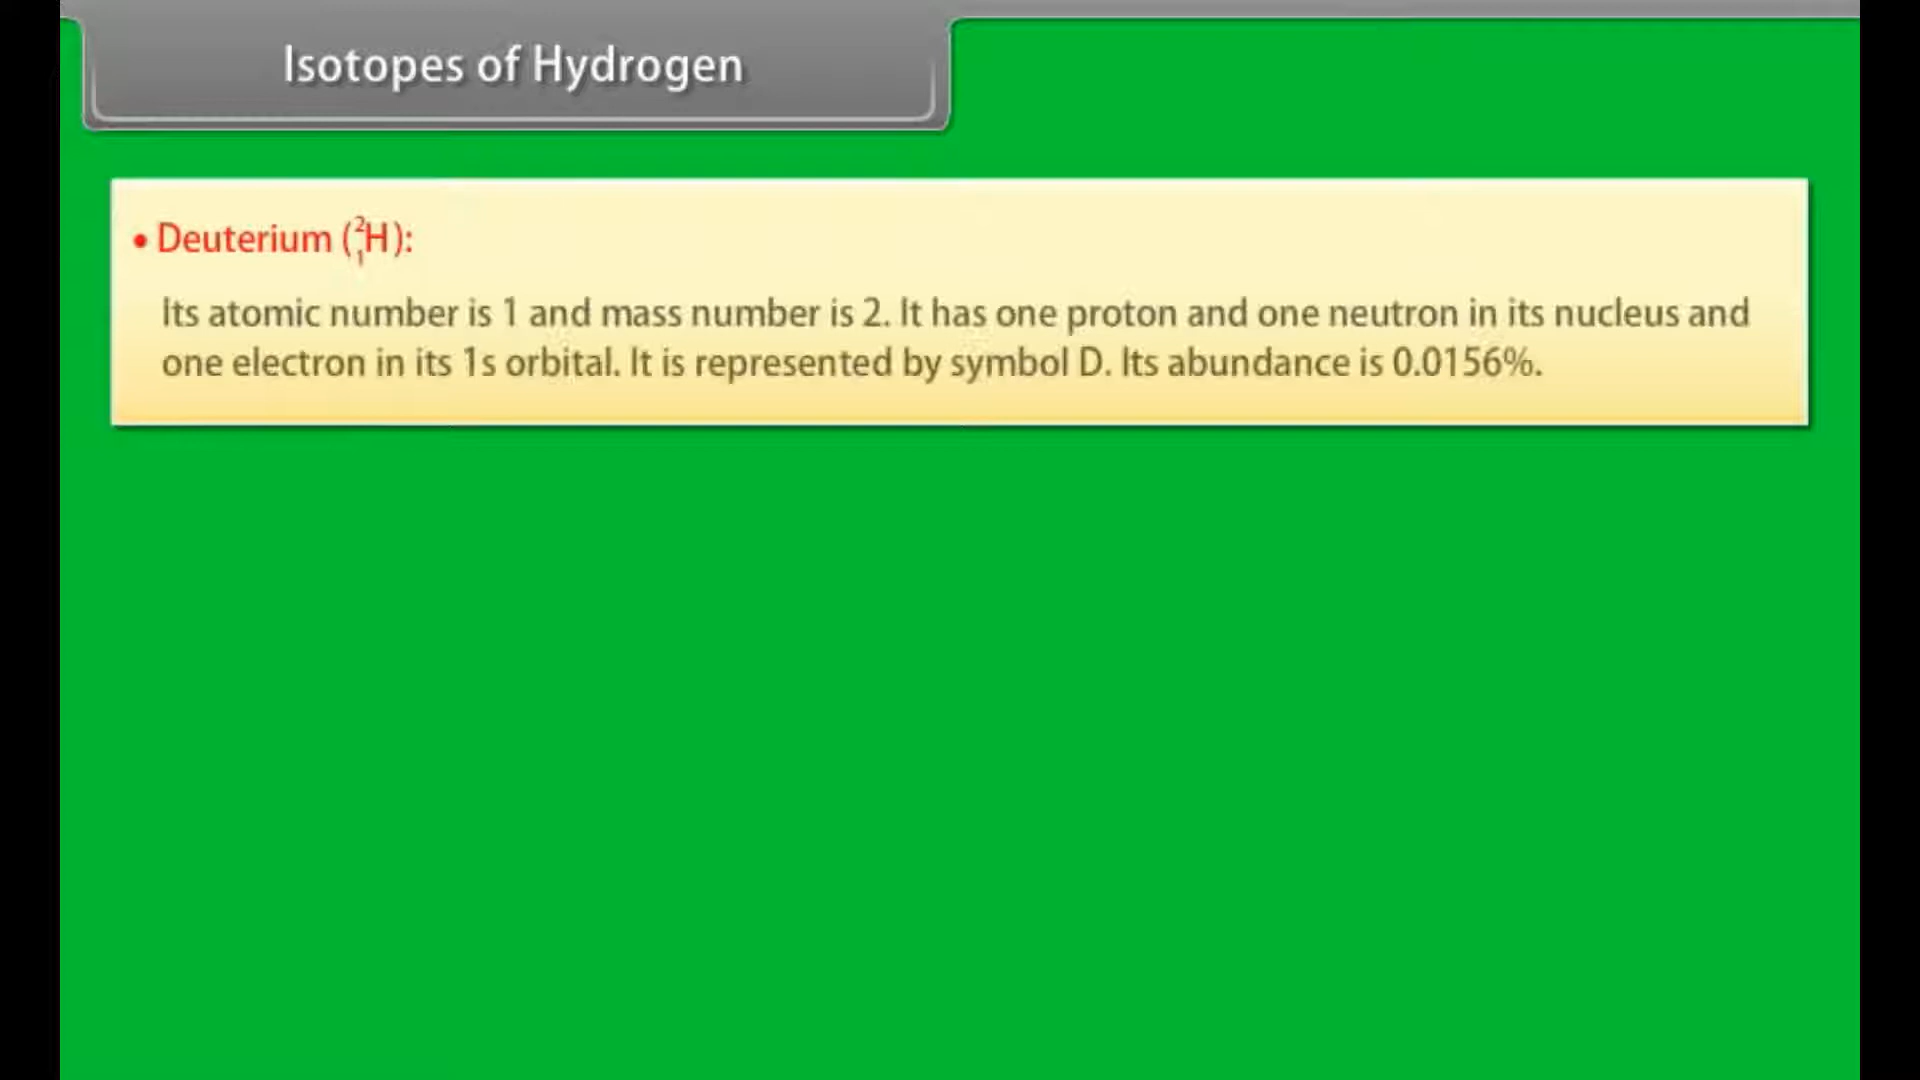 Isotopes of Hydrogen
• Deuterium (²₁H):
Its atomic number is 1 and mass number is 2. It has one proton and one neutron in its nucleus and
one electron in its 1s orbital. It is represented by symbol D. Its abundance is 0.0156%.